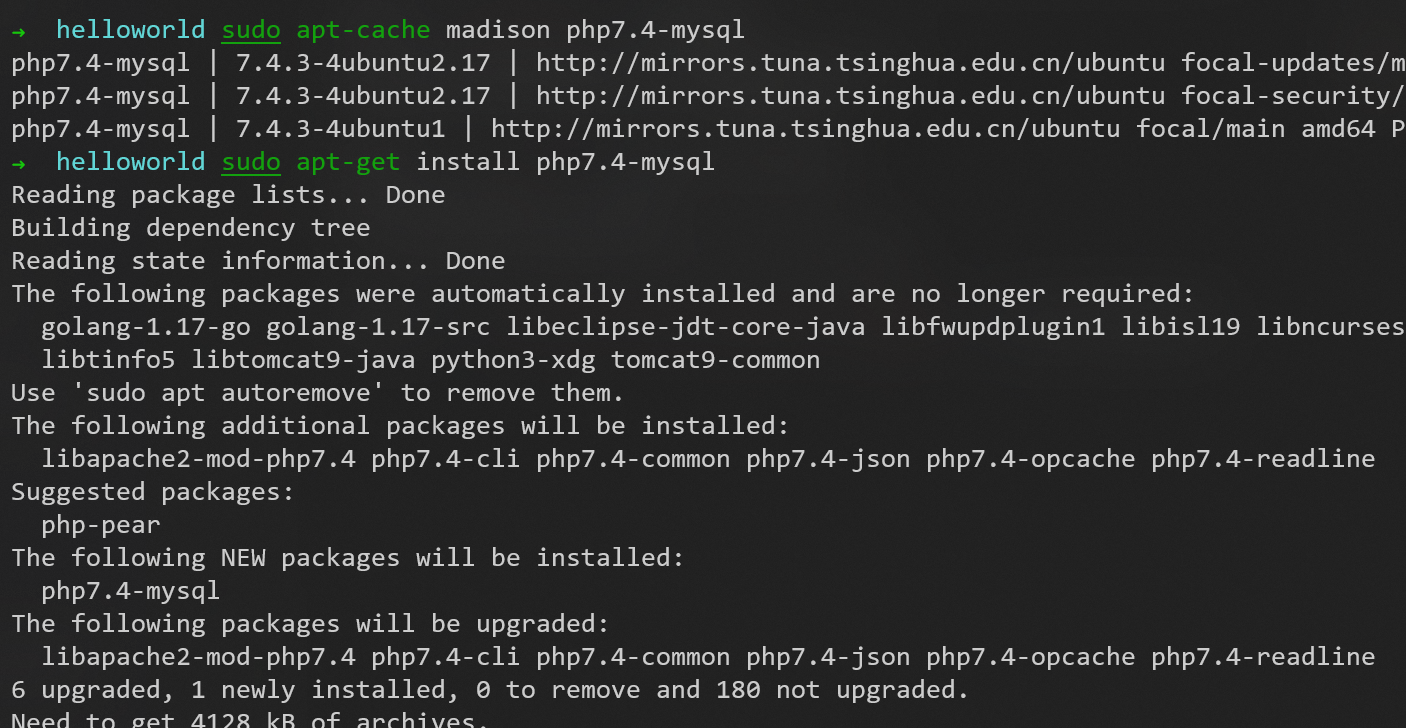 → helloworld sudo apt-cache madison php7.4-mysql
php7.4-mysql | 7.4.3-4ubuntu2.17 | http://mirrors.tuna.tsinghua.edu.cn/ubuntu focal-updates/m
php7.4-mysql | 7.4.3-4ubuntu2.17 | http://mirrors.tuna.tsinghua.edu.cn/ubuntu focal-security/
php7.4-mysql | 7.4.3-4ubuntu1 | http://mirrors.tuna.tsinghua.edu.cn/ubuntu focal/main amd64 P
→ helloworld sudo apt-get install php7.4-mysql
Reading package lists... Done
Building dependency tree
Reading state information... Done
The following packages were automatically installed and are no longer required:
  golang-1.17-go golang-1.17-src libeclipse-jdt-core-java libfwupdplugin1 libisl19 libncurses
  libtinfo5 libtomcat9-java python3-xdg tomcat9-common
Use 'sudo apt autoremove' to remove them.
The following additional packages will be installed:
  libapache2-mod-php7.4 php7.4-cli php7.4-common php7.4-json php7.4-opcache php7.4-readline
Suggested packages:
  php-pear
The following NEW packages will be installed:
  php7.4-mysql
The following packages will be upgraded:
  libapache2-mod-php7.4 php7.4-cli php7.4-common php7.4-json php7.4-opcache php7.4-readline
6 upgraded, 1 newly installed, 0 to remove and 180 not upgraded.
Need to get 4128 kB of archives.